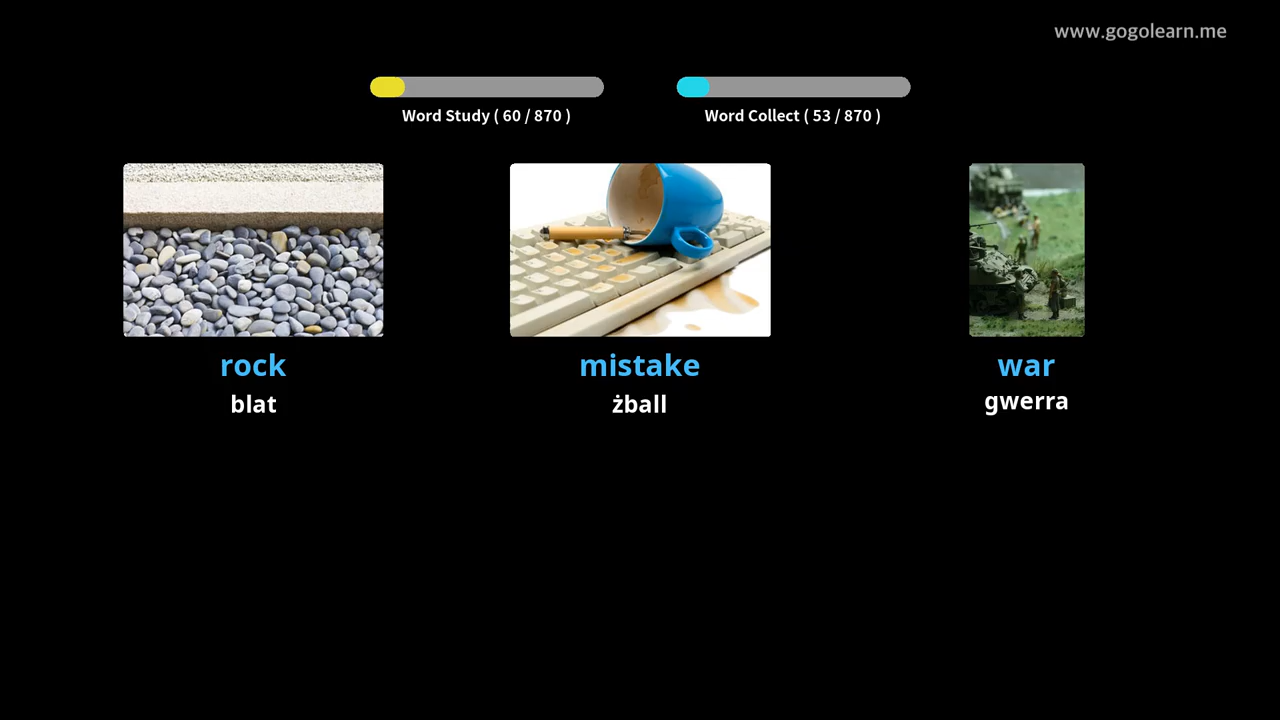 www.gogolearn.me
Word Study ( 60 / 870 )
Word Collect ( 53 / 870 )
rock
blat
mistake
żball
war
gwerra